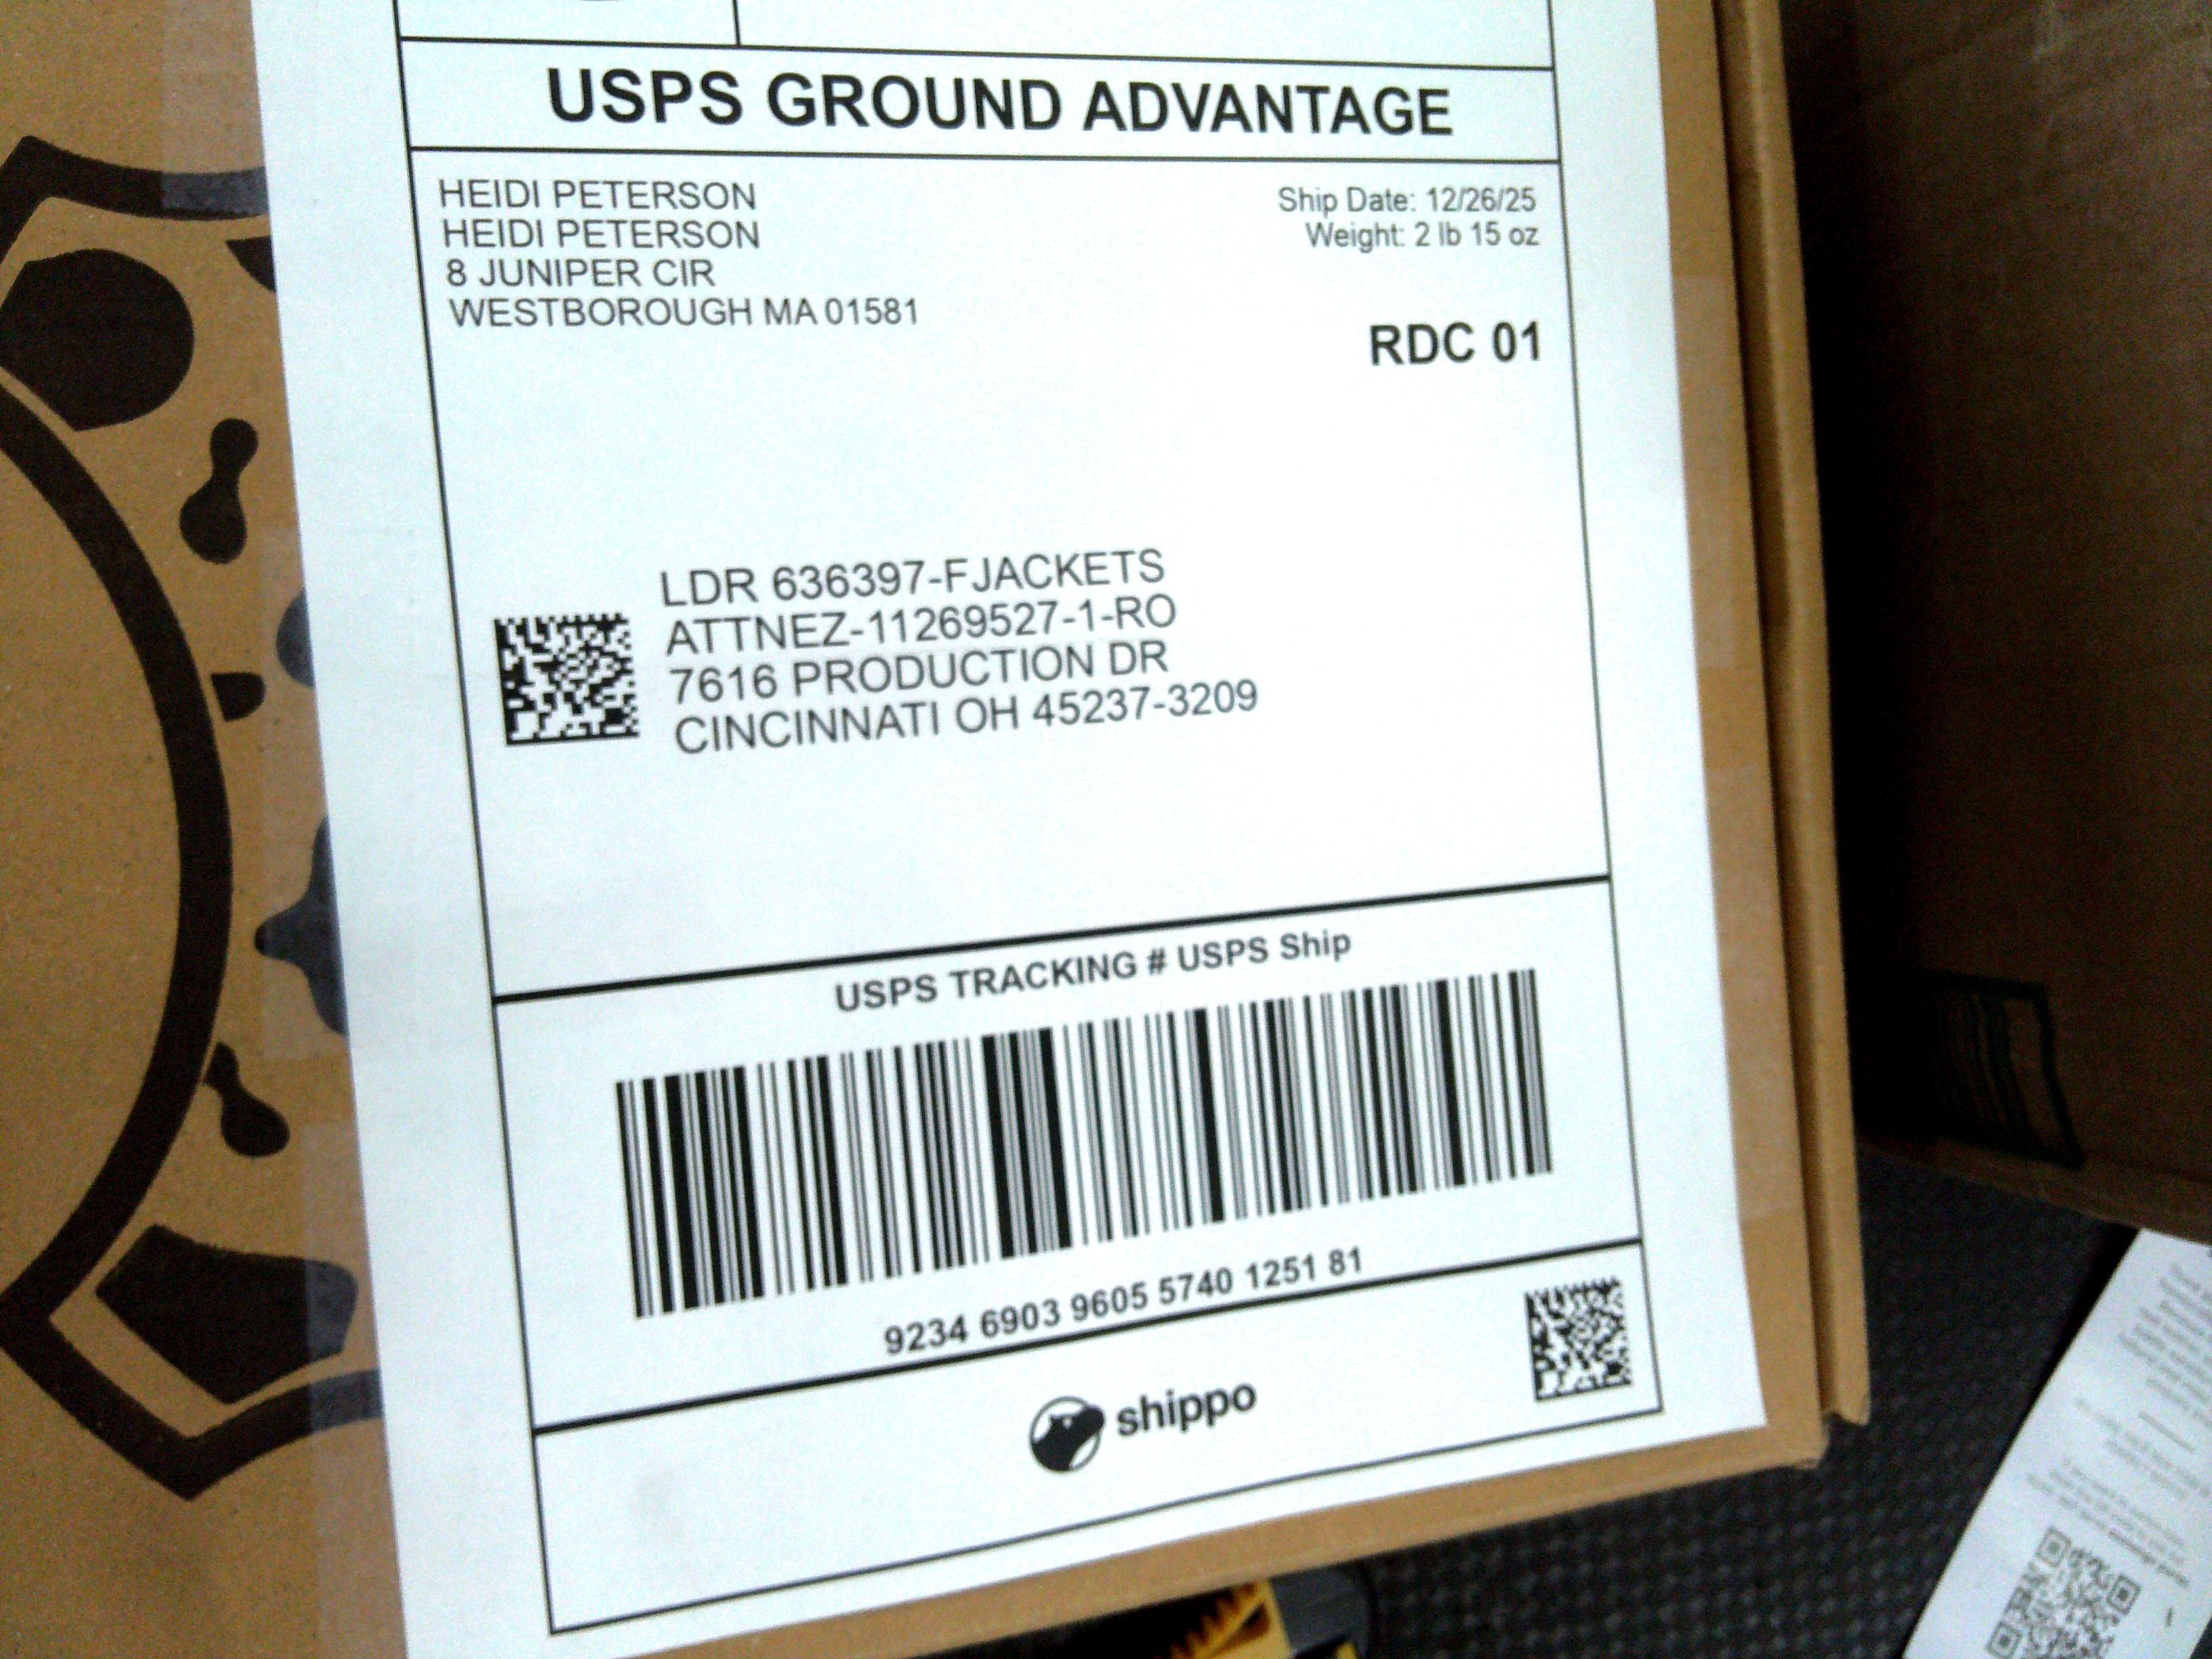 USPS GROUND ADVANTAGE
HEIDI PETERSON
HEIDI PETERSON
8 JUNIPER CIR
WESTBOROUGH MA 01581
Ship Date: 12/26/25
Weight: 2 lb 15 oz
RDC 01
LDR 636397-FJACKETS
ATTNEZ-11269527-1-RO
7616 PRODUCTION DR
CINCINNATI OH 45237-3209
USPS TRACKING # USPS Ship
9234 6903 9605 5740 1251 81
shippo